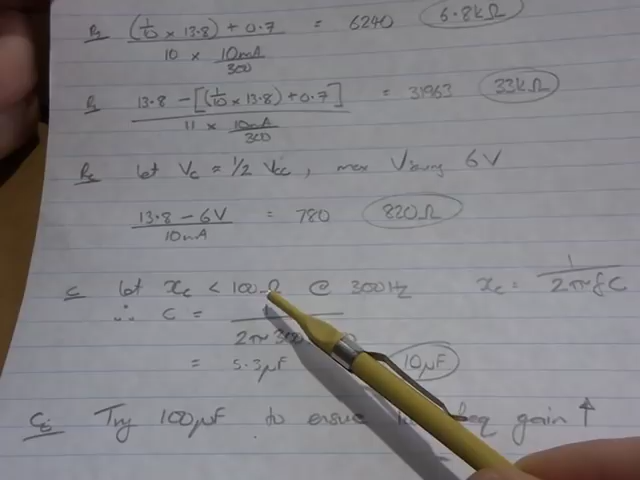 (1/10 × 13.8) + 0.7 = 6240 6.8kΩ
10 × 10mA/300
13.8 - [(1/10 × 13.8) + 0.7] = 31963 33kΩ
11 × 10mA/300
Rc let Vc = 1/2 Vcc, max Vswing 6V
13.8 - 6V = 780 820Ω
10mA
C let xc < 100Ω @ 300Hz xc = 1/2πfC
∴ C = 1
2π 300
= 5.3μF 10μF
Try 100μF to ensure freq gain ↑